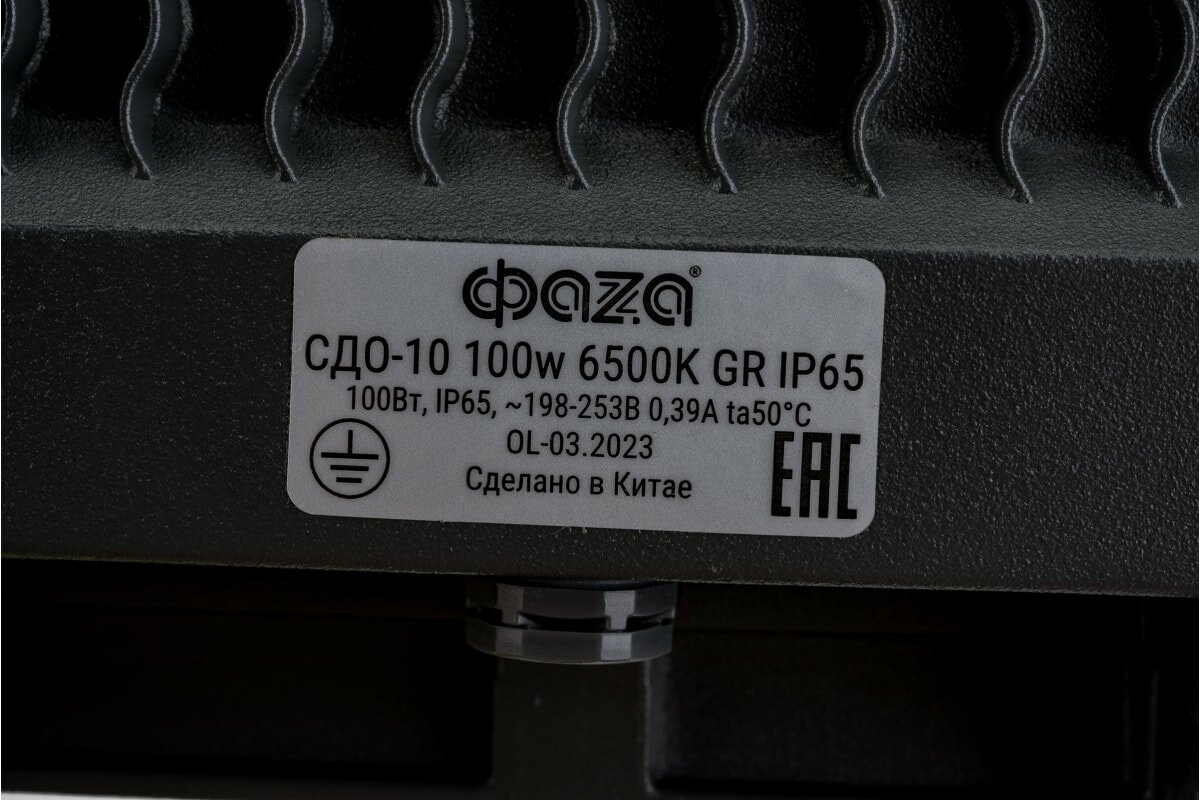 фаzа®
СДО-10 100w 6500K GR IP65
100Вт, IP65, ~198-253В 0,39А ta50°C
OL-03.2023
Сделано в Китае
EAC